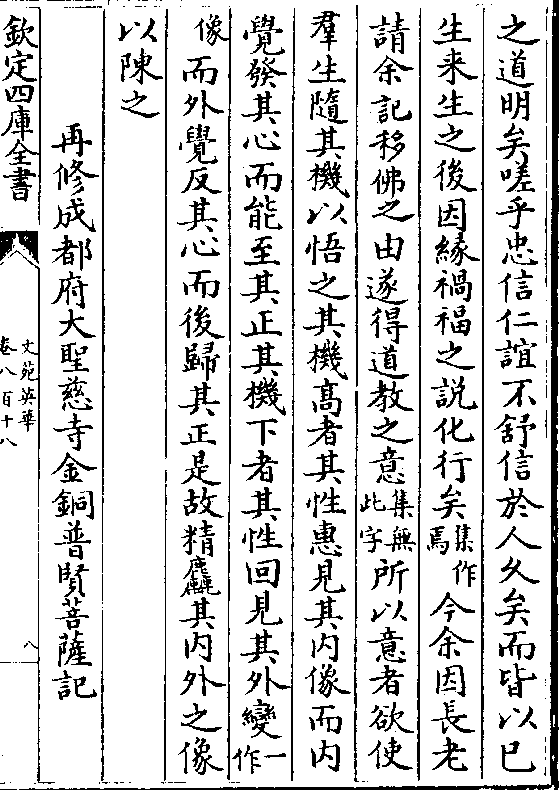 之道明矣嗟乎忠信仁誼不舒信於人久矣而皆以已
生来生之後因緣禍福之説化行矣集作焉今余因長老
請余記移佛之由遂得道教之意集無此字所以意者欲使
羣生隨其機以悟之其機髙者其性惠見其内像而内
覺發其心而能至其正其機下者其性回見其外變一作
像而外覺反其心而後歸其正是故精麤其内外之像
以陳之
再修成都府大聖慈寺金銅普賢菩薩記
欽定四庫全書
文苑英華
卷八百十八
八